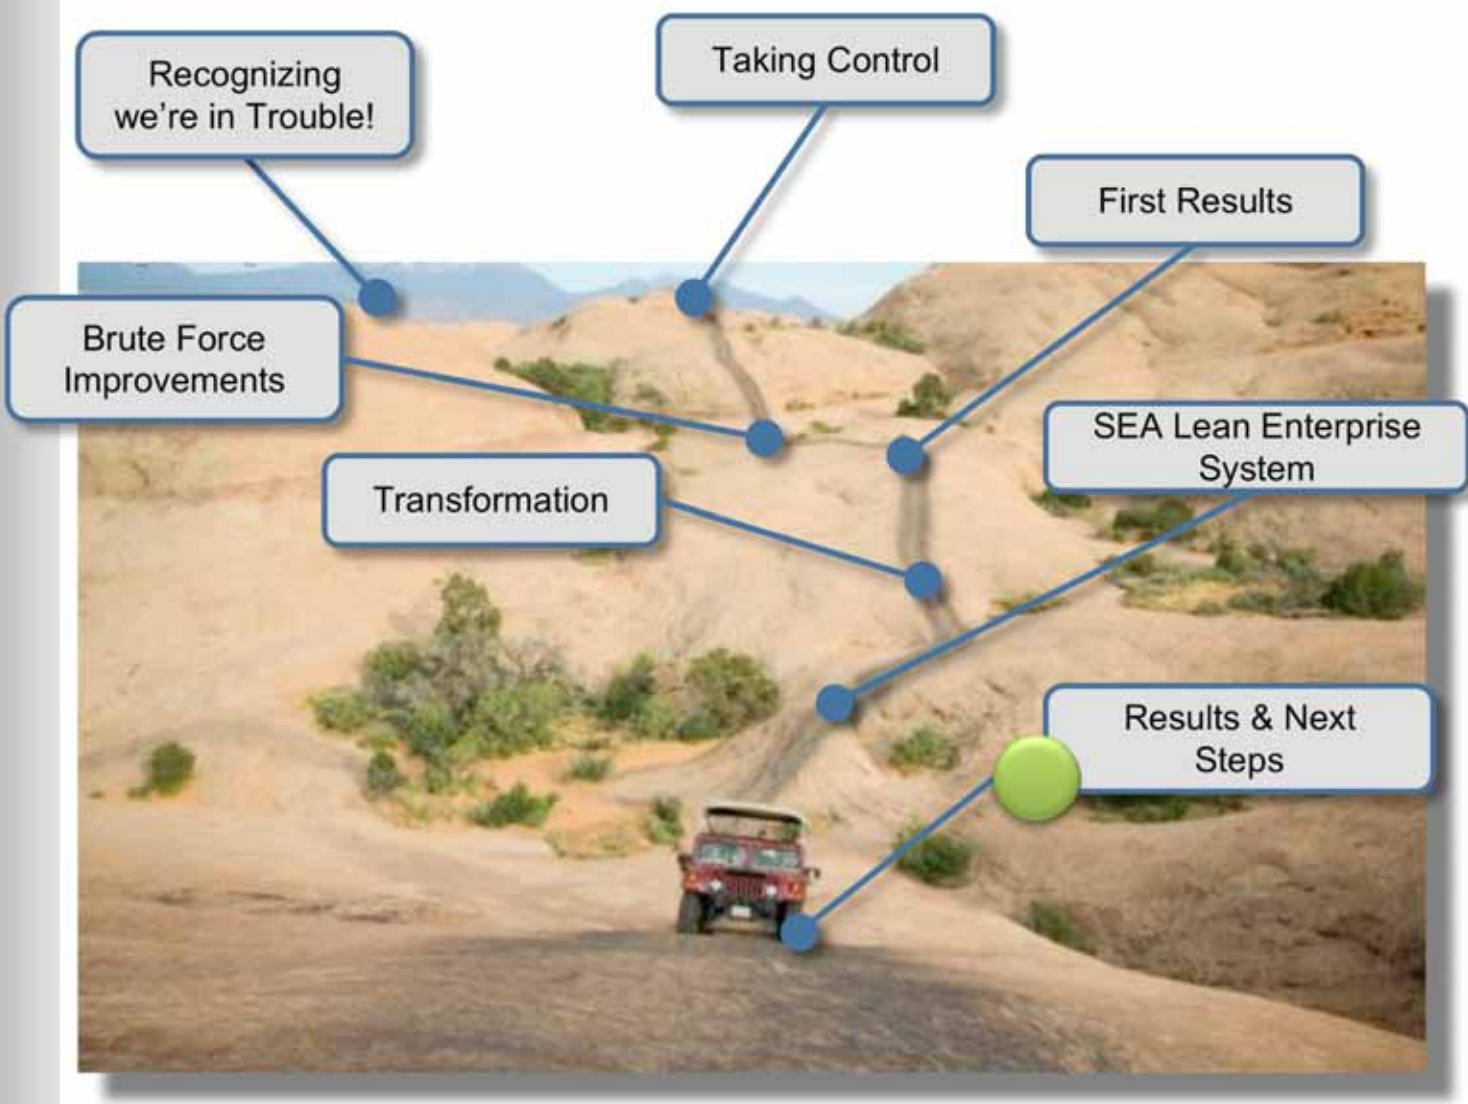 Recognizing
we're in Trouble!
Taking Control
First Results
Brute Force
Improvements
SEA Lean Enterprise
System
Transformation
Results & Next
Steps